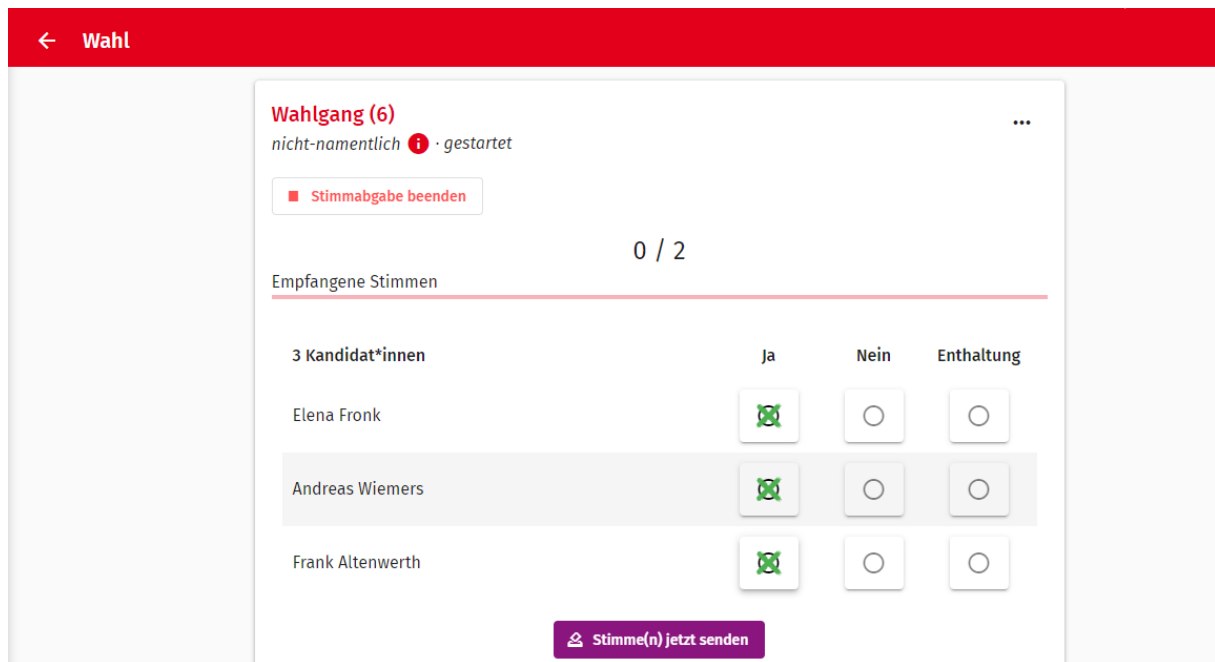 Wahl
Wahlgang (6)
nicht-namentlich i · gestartet
Stimmabgabe beenden
0 / 2
Empfangene Stimmen
3 Kandidat*innen Ja Nein Enthaltung
Elena Fronk
Andreas Wiemers
Frank Altenwerth
Stimme(n) jetzt senden